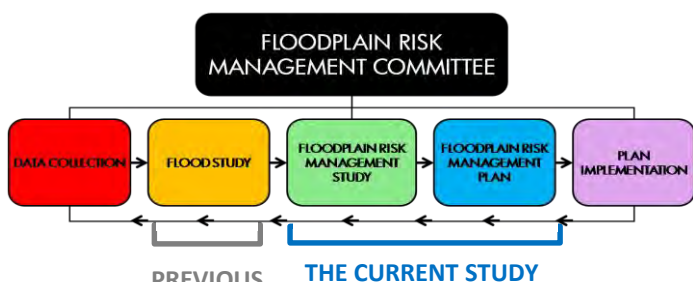 FLOODPLAIN RISK
MANAGEMENT COMMITTEE
DATA COLLECTION
FLOOD STUDY
FLOODPLAIN RISK
MANAGEMENT
STUDY
FLOODPLAIN RISK
MANAGEMENT
PLAN
PLAN
IMPLEMENTATION
PREVIOUS
THE CURRENT STUDY